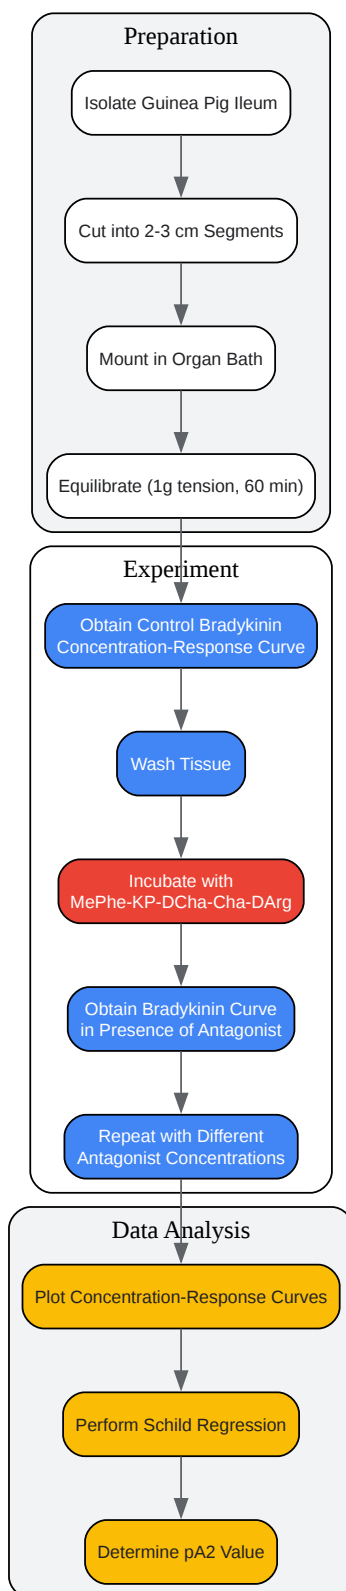 Preparation
Isolate Guinea Pig Ileum
Cut into 2-3 cm Segments
Mount in Organ Bath
Equilibrate (1g tension, 60 min)
Experiment
Obtain Control Bradykinin
Concentration-Response Curve
Wash Tissue
Incubate with
MePhe-KP-DCha-Cha-DArg
Obtain Bradykinin Curve
in Presence of Antagonist
Repeat with Different
Antagonist Concentrations
Data Analysis
Plot Concentration-Response Curves
Perform Schild Regression
Determine pA2 Value